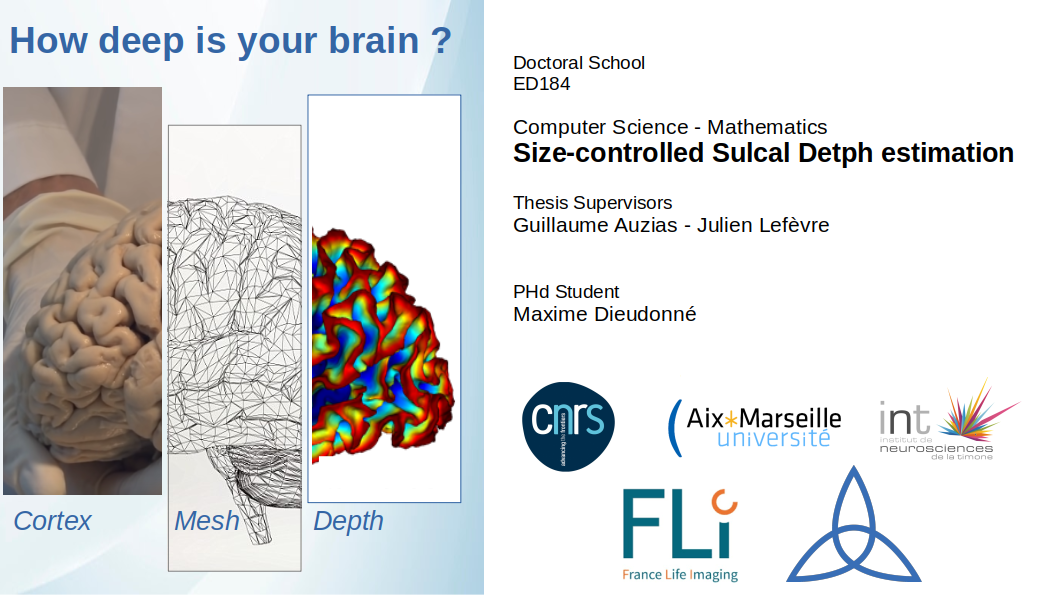 How deep is your brain ?
Cortex
Mesh
Depth
Doctoral School
ED184
Computer Science - Mathematics
Size-controlled Sulcal Detph estimation
Thesis Supervisors
Guillaume Auzias - Julien Lefèvre
PHd Student
Maxime Dieudonné
cnrs
advancing the frontiers
Aix*Marseille
université
int
institut de
neurosciences
de la timone
FLi
France Life Imaging